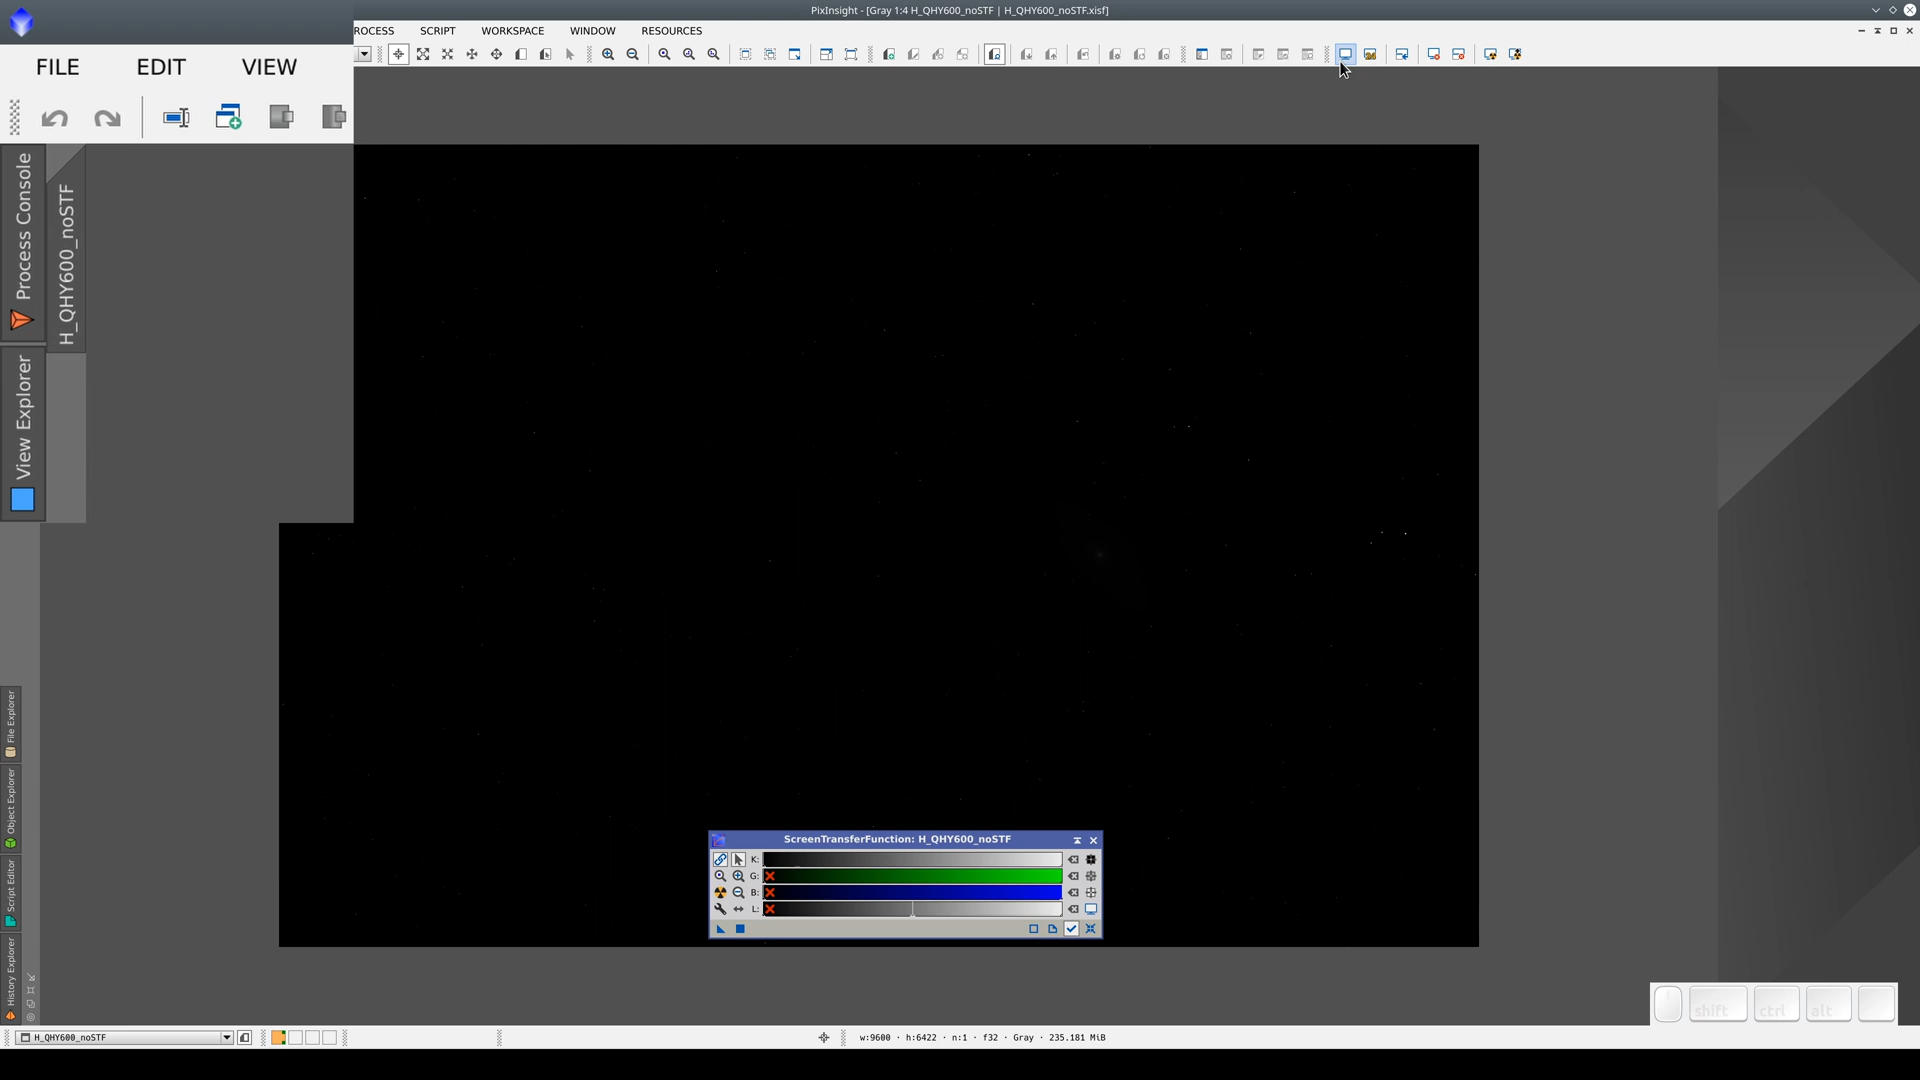 PixInsight - [Gray 1:4 H_QHY600_noSTF | H_QHY600_noSTF.xisf]
FILE EDIT VIEW ROCESS SCRIPT WORKSPACE WINDOW RESOURCES
Process Console
H_QHY600_noSTF
View Explorer
File Explorer
Object Explorer
Script Editor
History Explorer
ScreenTransferFunction: H_QHY600_noSTF
K:
G:
B:
L:
shift ctrl alt
H_QHY600_noSTF
w:9600 · h:6422 · n:1 · f32 · Gray · 235.181 MiB